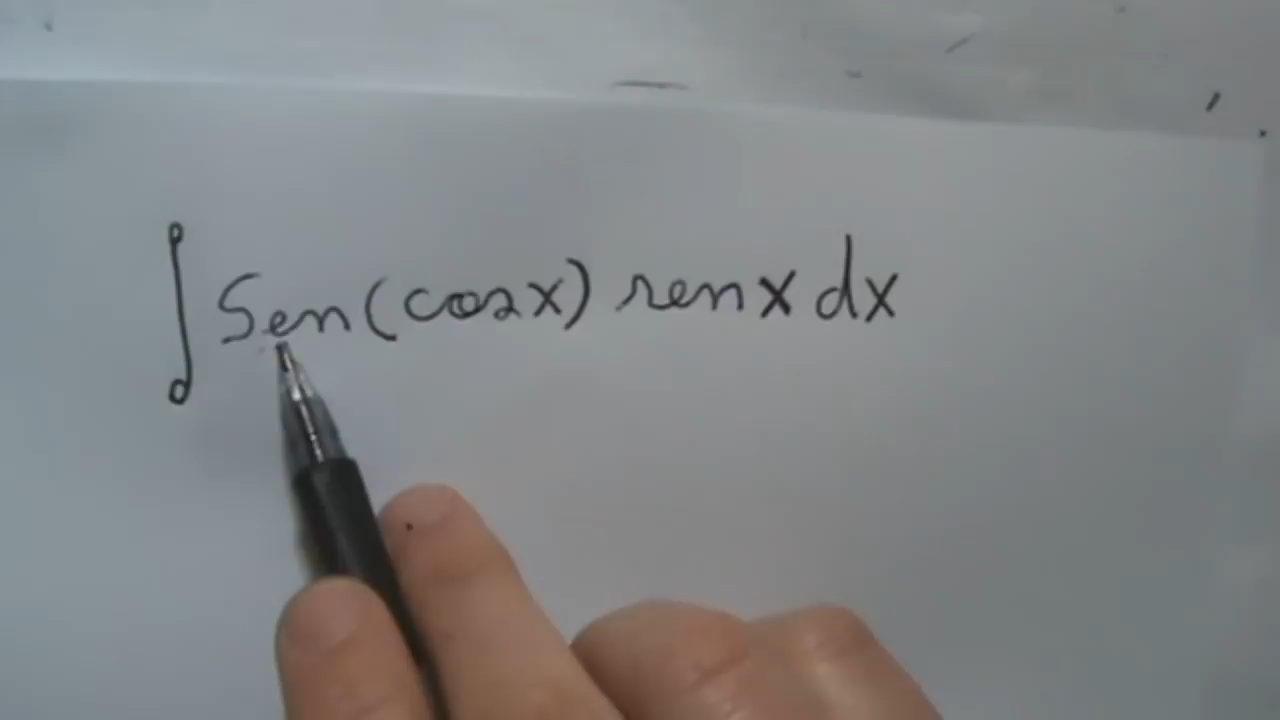 ∫ Sen(cosx) senx dx